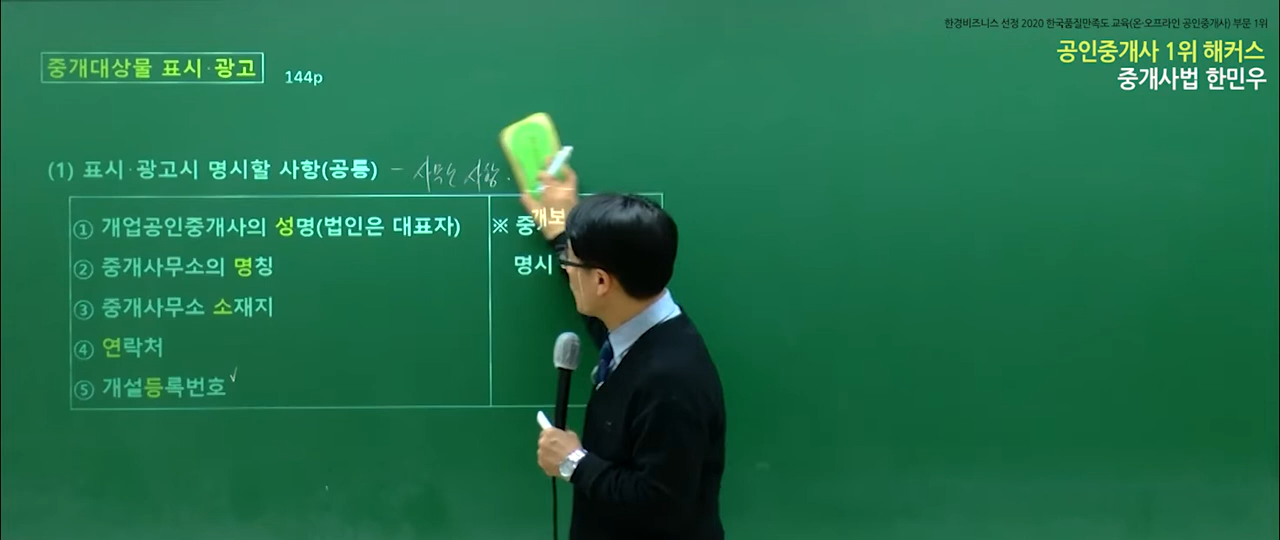 한경비즈니스 선정 2020 한국품질만족도 교육(온·오프라인 공인중개사) 부문 1위
공인중개사 1위 해커스
중개사법 한민우
중개대상물 표시·광고 144p
(1) 표시·광고시 명시할 사항(공통) - 사무는 사항.
① 개업공인중개사의 성명(법인은 대표자)
② 중개사무소의 명칭
③ 중개사무소 소재지
④ 연락처
⑤ 개설등록번호 ✓
※ 중개보
명시